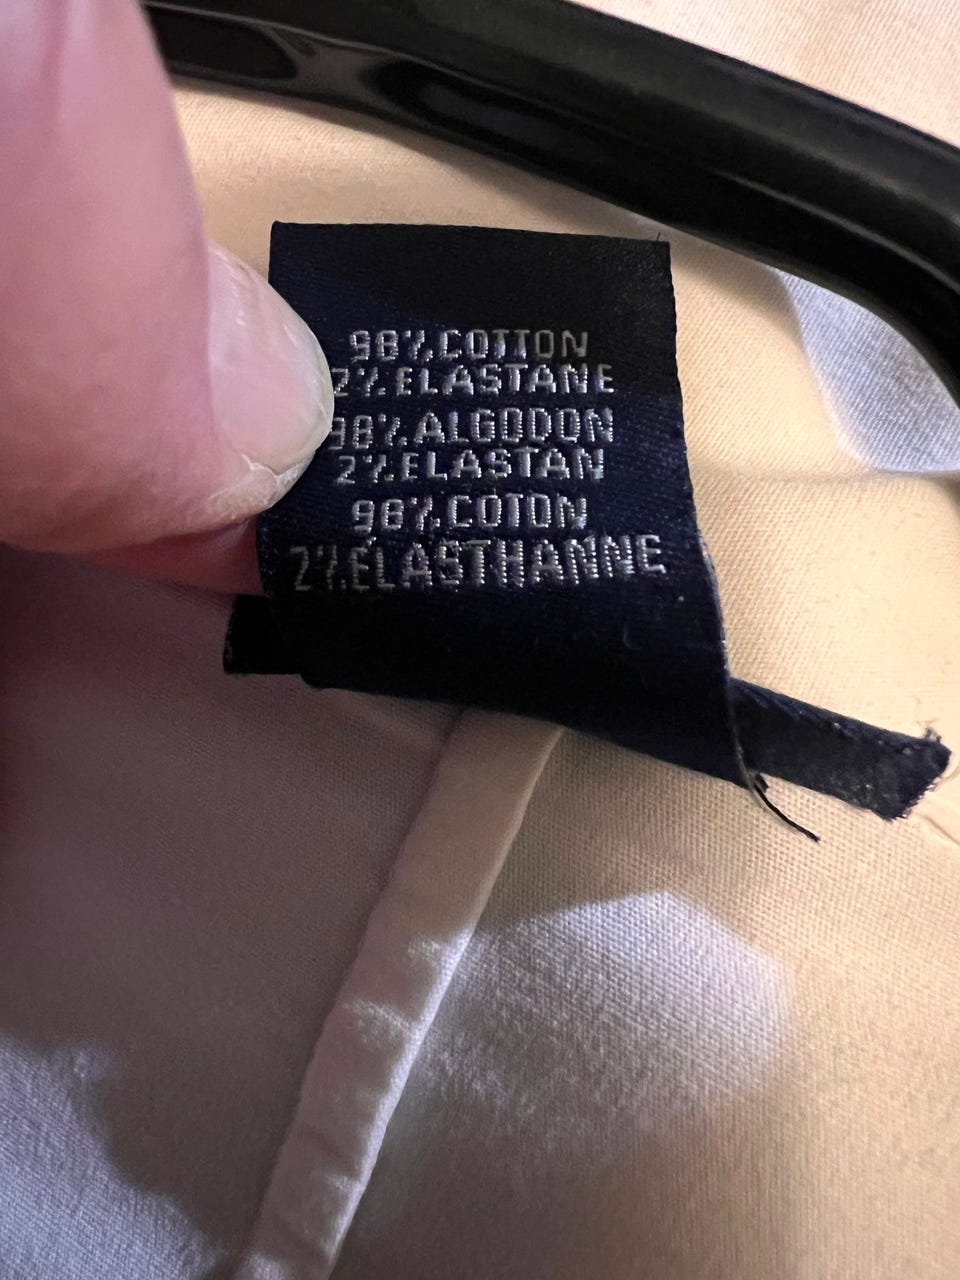 98% COTTON
2% ELASTANE
98% ALGODON
2% ELASTAN
98% COTON
2% ELASTHANNE